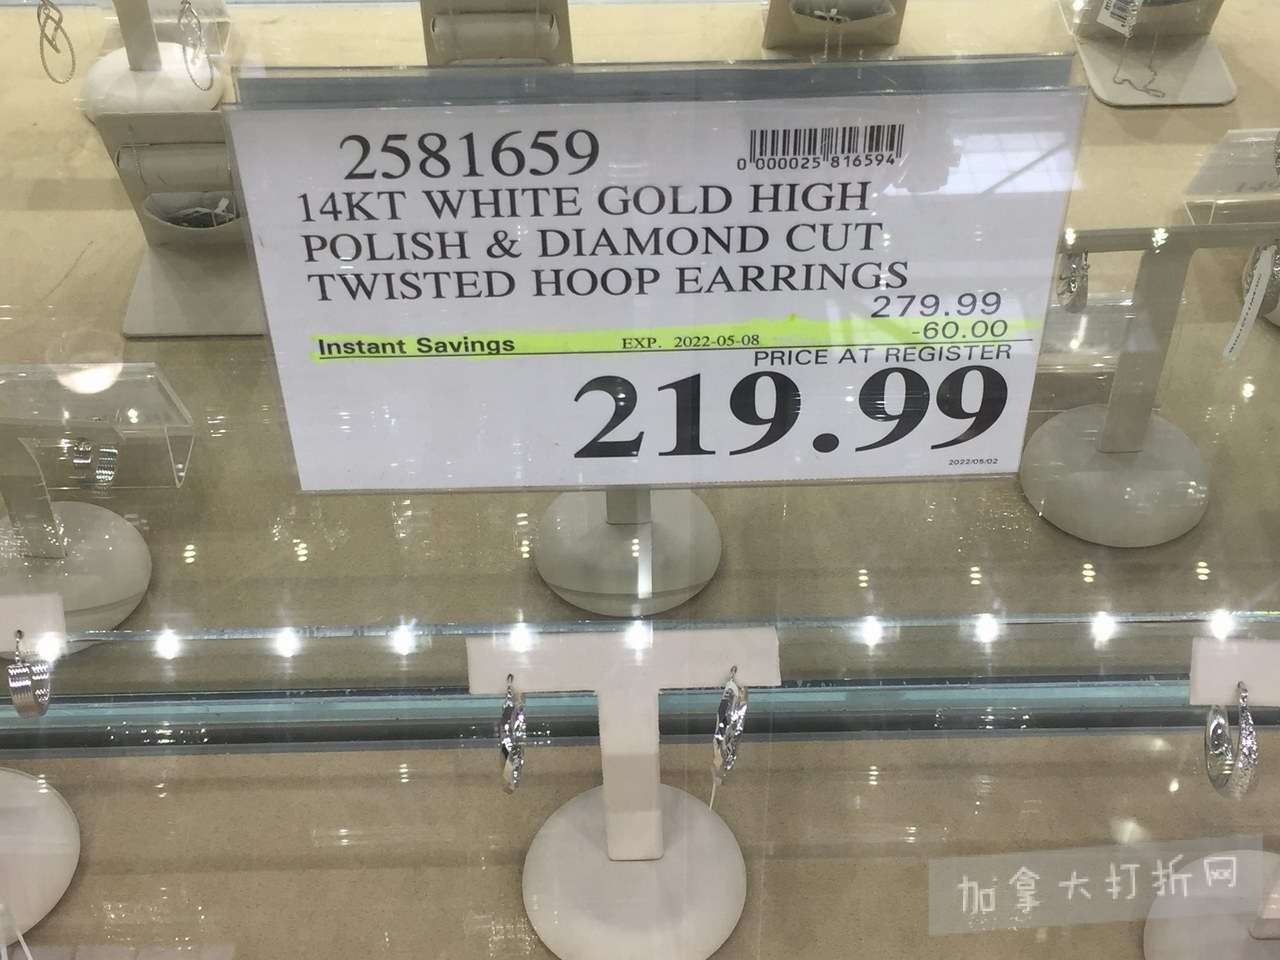 2581659
0 000025 816594
14KT WHITE GOLD HIGH
POLISH & DIAMOND CUT
TWISTED HOOP EARRINGS
279.99
Instant Savings EXP. 2022-05-08 -60.00
PRICE AT REGISTER
219.99
2022/05/02
加拿大打折网